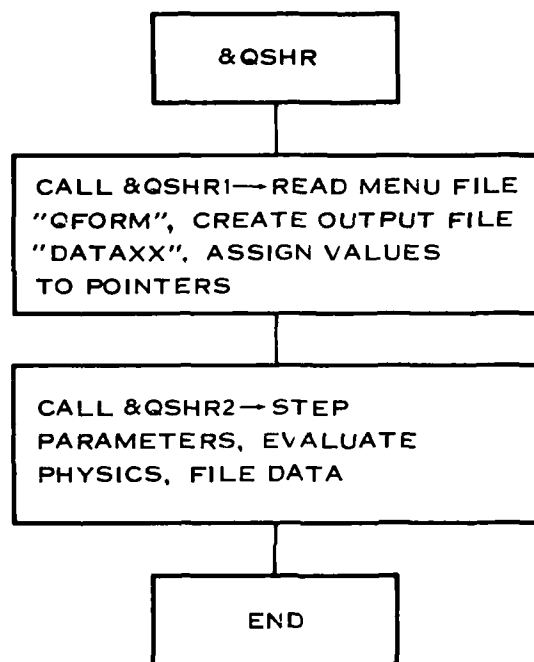 &QSHR
CALL &QSHR1→READ MENU FILE
"QFORM", CREATE OUTPUT FILE
"DATAXX", ASSIGN VALUES
TO POINTERS
CALL &QSHR2→STEP
PARAMETERS, EVALUATE
PHYSICS, FILE DATA
END